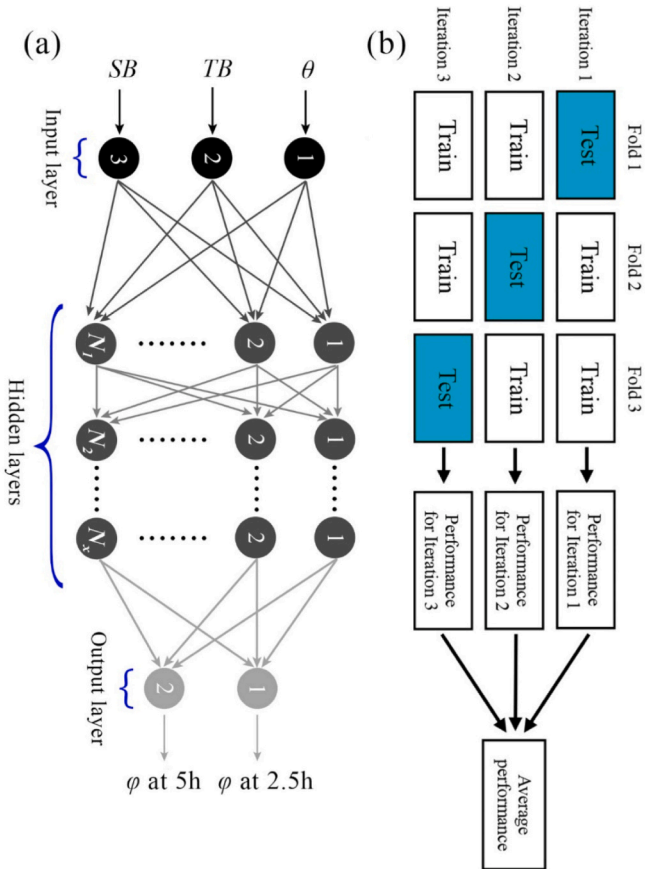 (a)
SB
TB
θ
Input layer
3
2
1
N1
.......
2
1
N2
.......
2
1
Nx
.......
2
1
Hidden layers
2
1
Output layer
φ at 5h
φ at 2.5h
(b)
Fold 1
Fold 2
Fold 3
Iteration 1
Test
Train
Train
Performance
for Iteration 1
Iteration 2
Train
Test
Train
Performance
for Iteration 2
Iteration 3
Train
Train
Test
Performance
for Iteration 3
Average
performance